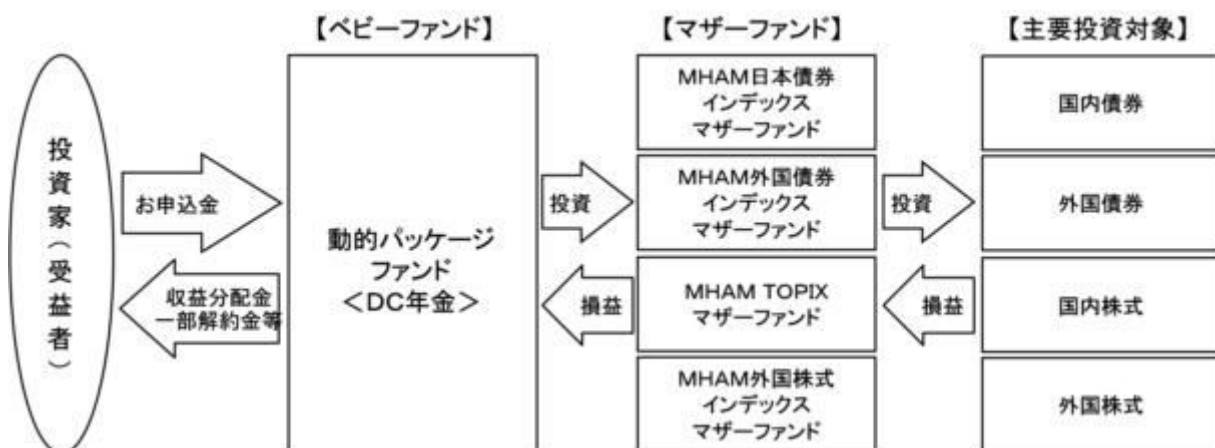 【ベビーファンド】
【マザーファンド】
【主要投資対象】
投資家（受益者）
お申込金
収益分配金
一部解約金等
動的パッケージ
ファンド
＜DC年金＞
投資
損益
MHAM日本債券
インデックス
マザーファンド
MHAM外国債券
インデックス
マザーファンド
MHAM TOPIX
マザーファンド
MHAM外国株式
インデックス
マザーファンド
投資
損益
国内債券
外国債券
国内株式
外国株式